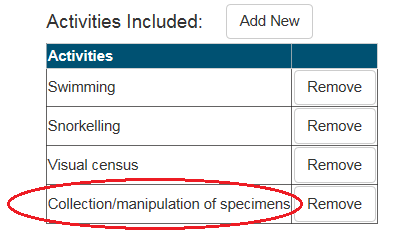 Activities Included: Add New
Activities
Swimming Remove
Snorkelling Remove
Visual census Remove
Collection/manipulation of specimens Remove